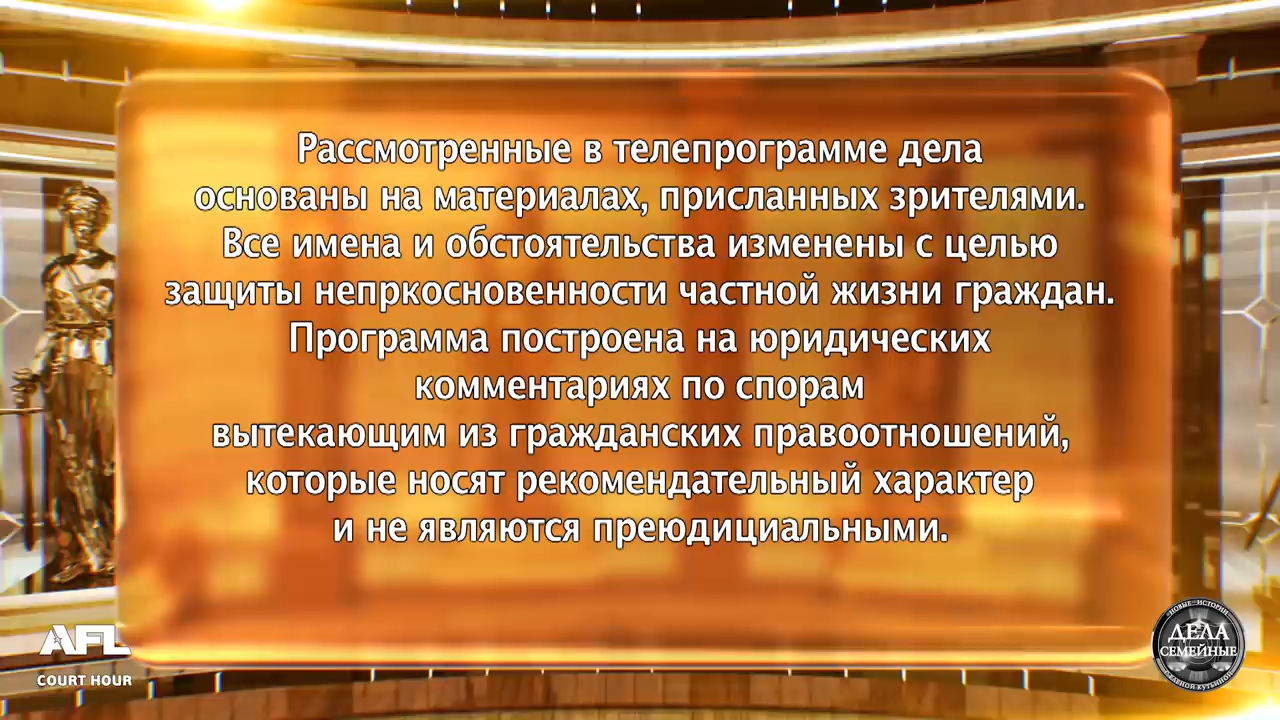 Рассмотренные в телепрограмме дела
основаны на материалах, присланных зрителями.
Все имена и обстоятельства изменены с целью
защиты непркосновенности частной жизни граждан.
Программа построена на юридических
комментариях по спорам
вытекающим из гражданских правоотношений,
которые носят рекомендательный характер
и не являются преюдициальными.
AFL
COURT HOUR
НОВЫЕ ИСТОРИИ
ДЕЛА
СЕМЕЙНЫЕ